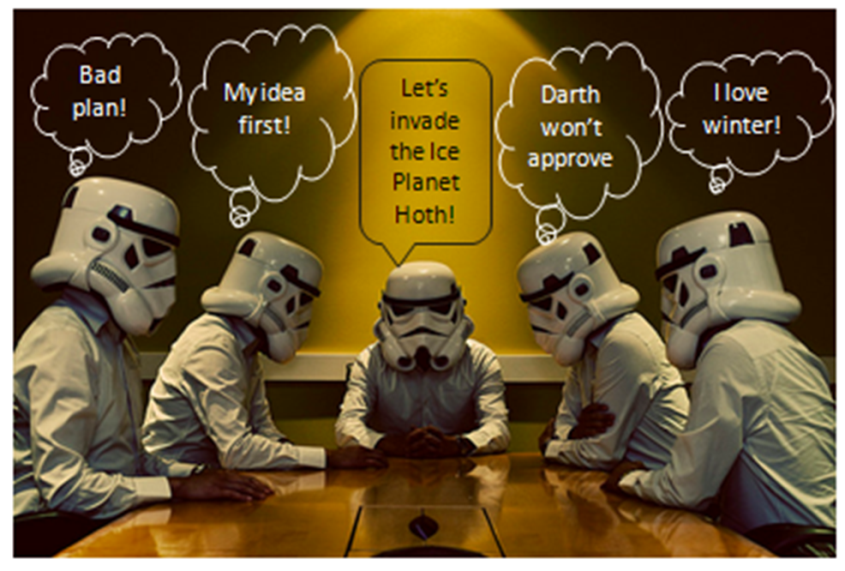 Bad
plan!
My idea
first!
Let's
invade
the Ice
Planet
Hoth!
Darth
won't
approve
I love
winter!